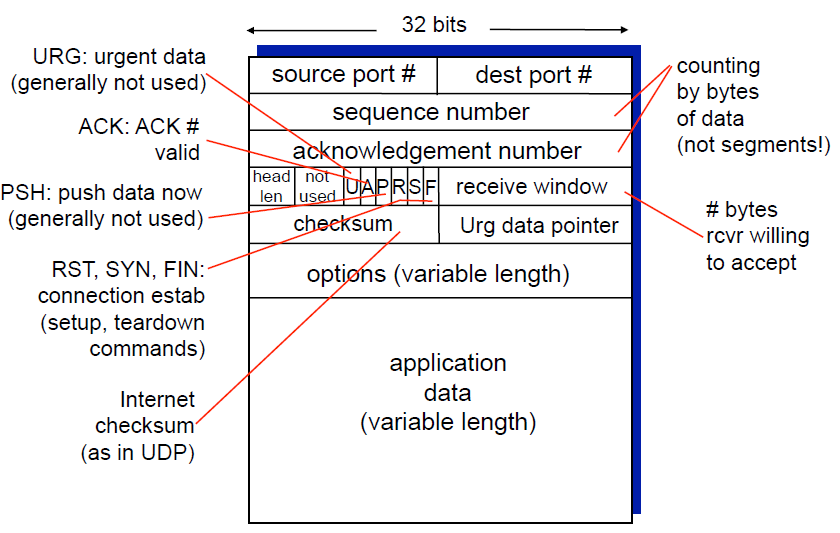 32 bits
URG: urgent data
(generally not used)
ACK: ACK #
valid
PSH: push data now
(generally not used)
RST, SYN, FIN:
connection estab
(setup, teardown
commands)
Internet
checksum
(as in UDP)
source port #
dest port #
sequence number
acknowledgement number
head
len
not
used
U A P R S F
receive window
checksum
Urg data pointer
options (variable length)
application
data
(variable length)
counting
by bytes
of data
(not segments!)
# bytes
rcvr willing
to accept